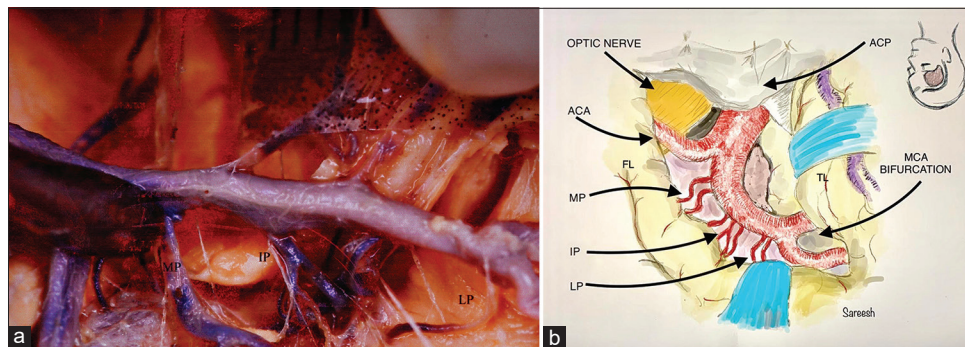 MP
IP
LP
a
OPTIC NERVE
ACP
ACA
FL
MCA
BIFURCATION
TL
MP
IP
LP
Sareesh
b